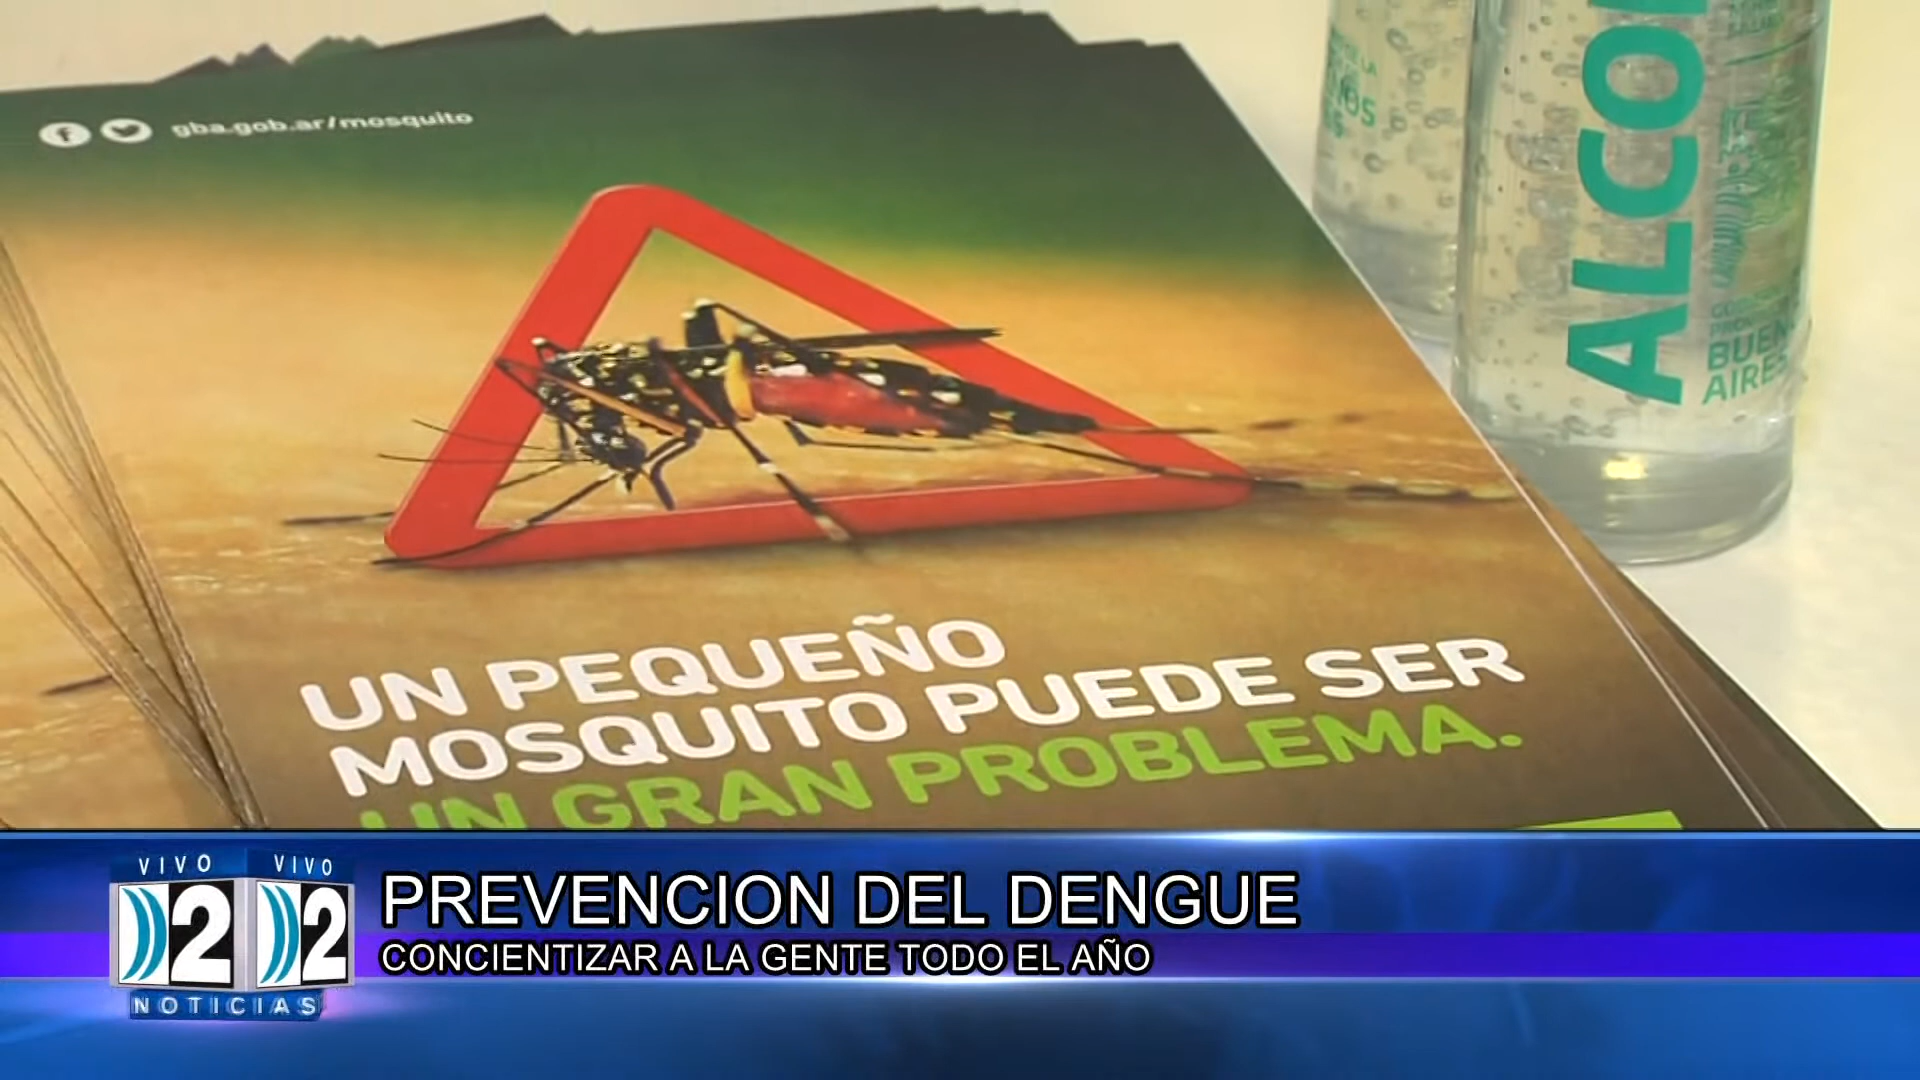 gba.gob.ar/mosquito
UN PEQUEÑO
MOSQUITO PUEDE SER
UN GRAN PROBLEMA.
ALCO
BUEN
AIRES
VIVO VIVO
2 2
NOTICIAS
PREVENCION DEL DENGUE
CONCIENTIZAR A LA GENTE TODO EL AÑO